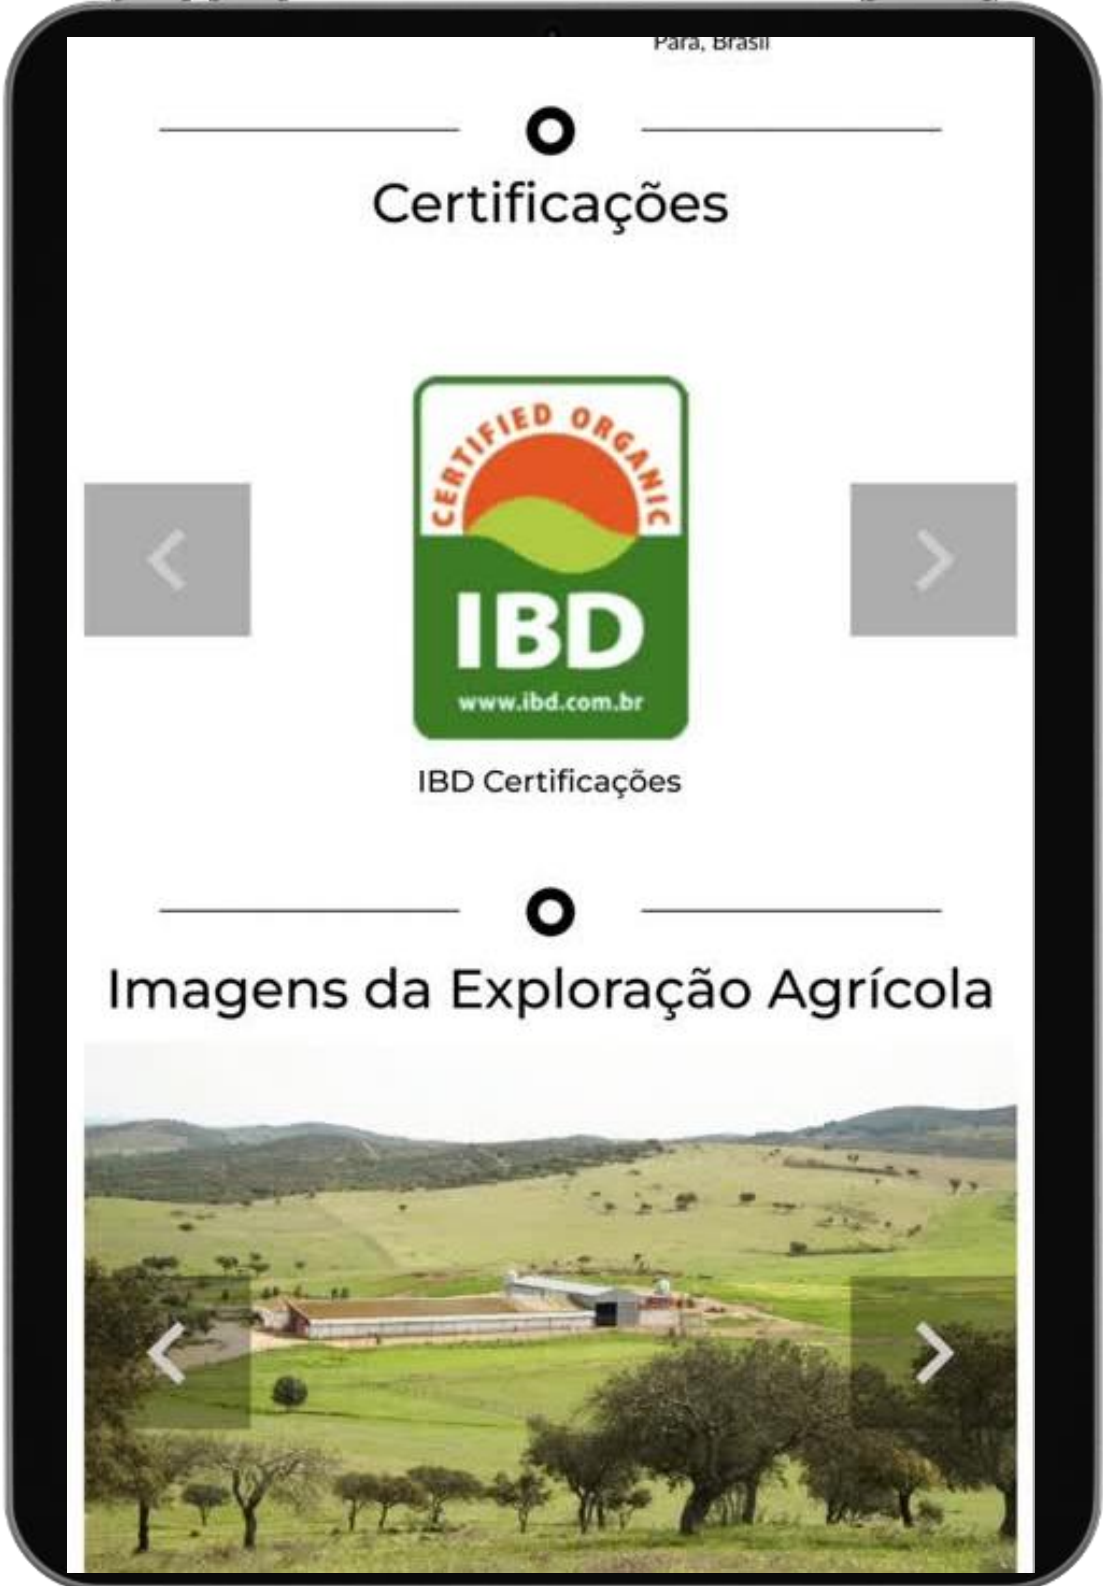 Pará, Brasil
Certificações
CERTIFIED ORGANIC
IBD
www.ibd.com.br
IBD Certificações
Imagens da Exploração Agrícola